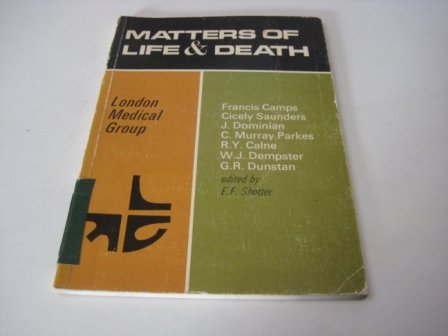 MATTERS OF
LIFE & DEATH
London
Medical
Group
Francis Camps
Cicely Saunders
J. Dominian
C. Murray Parkes
R.Y. Calne
W.J. Dempster
G.R. Dunstan
edited by
E.F. Shotter